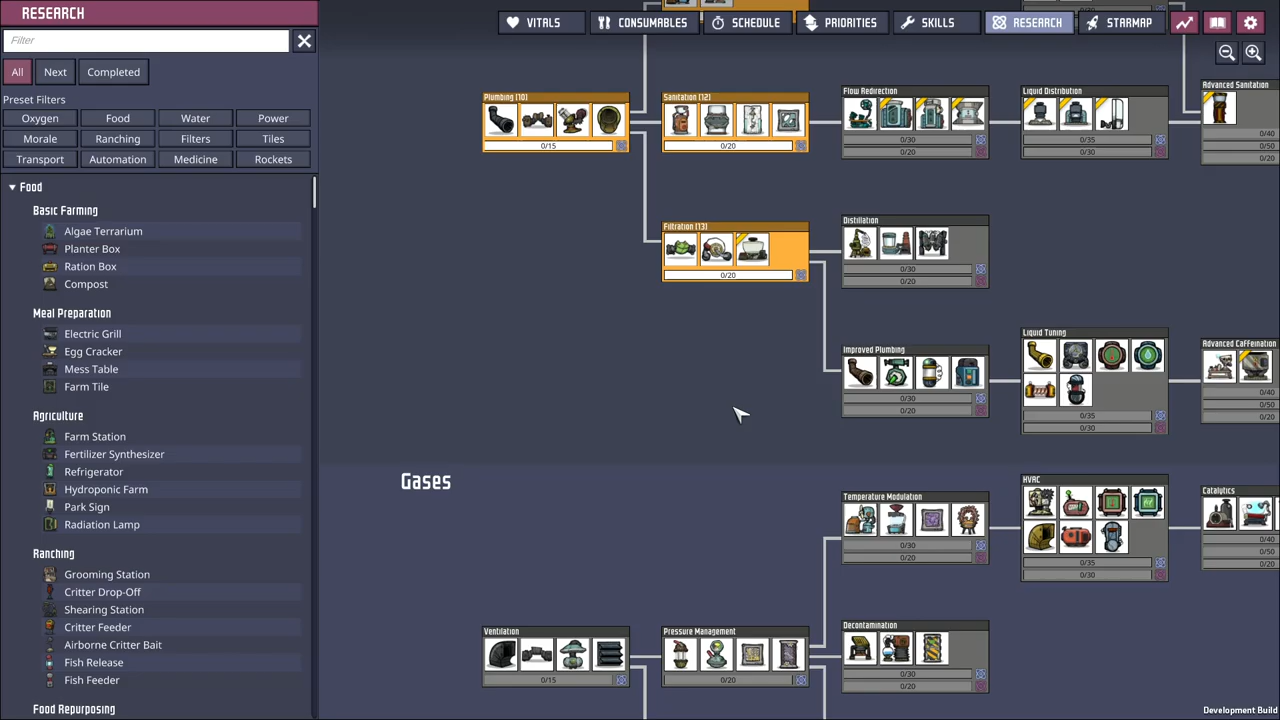 RESEARCH
VITALS
CONSUMABLES
SCHEDULE
PRIORITIES
SKILLS
RESEARCH
STARMAP
Filter
All
Next
Completed
Preset Filters
Oxygen
Food
Water
Power
Morale
Ranching
Filters
Tiles
Transport
Automation
Medicine
Rockets
Food
Basic Farming
Algae Terrarium
Planter Box
Ration Box
Compost
Meal Preparation
Electric Grill
Egg Cracker
Mess Table
Farm Tile
Agriculture
Farm Station
Fertilizer Synthesizer
Refrigerator
Hydroponic Farm
Park Sign
Radiation Lamp
Ranching
Grooming Station
Critter Drop-Off
Shearing Station
Critter Feeder
Airborne Critter Bait
Fish Release
Fish Feeder
Food Repurposing
Plumbing [10]
0/15
Sanitation [12]
0/20
Flow Redirection
0/30
0/20
Liquid Distribution
0/35
0/30
Advanced Sanitation
0/40
0/50
0/20
Filtration [13]
0/20
Distillation
0/30
0/20
Improved Plumbing
0/30
0/20
Liquid Tuning
0/35
0/30
Advanced Caffeination
0/40
0/50
0/20
Gases
Temperature Modulation
0/30
0/20
HVAC
0/35
0/30
Catalytics
0/40
0/50
0/20
Ventilation
0/15
Pressure Management
0/20
Decontamination
0/30
0/20
Development Build